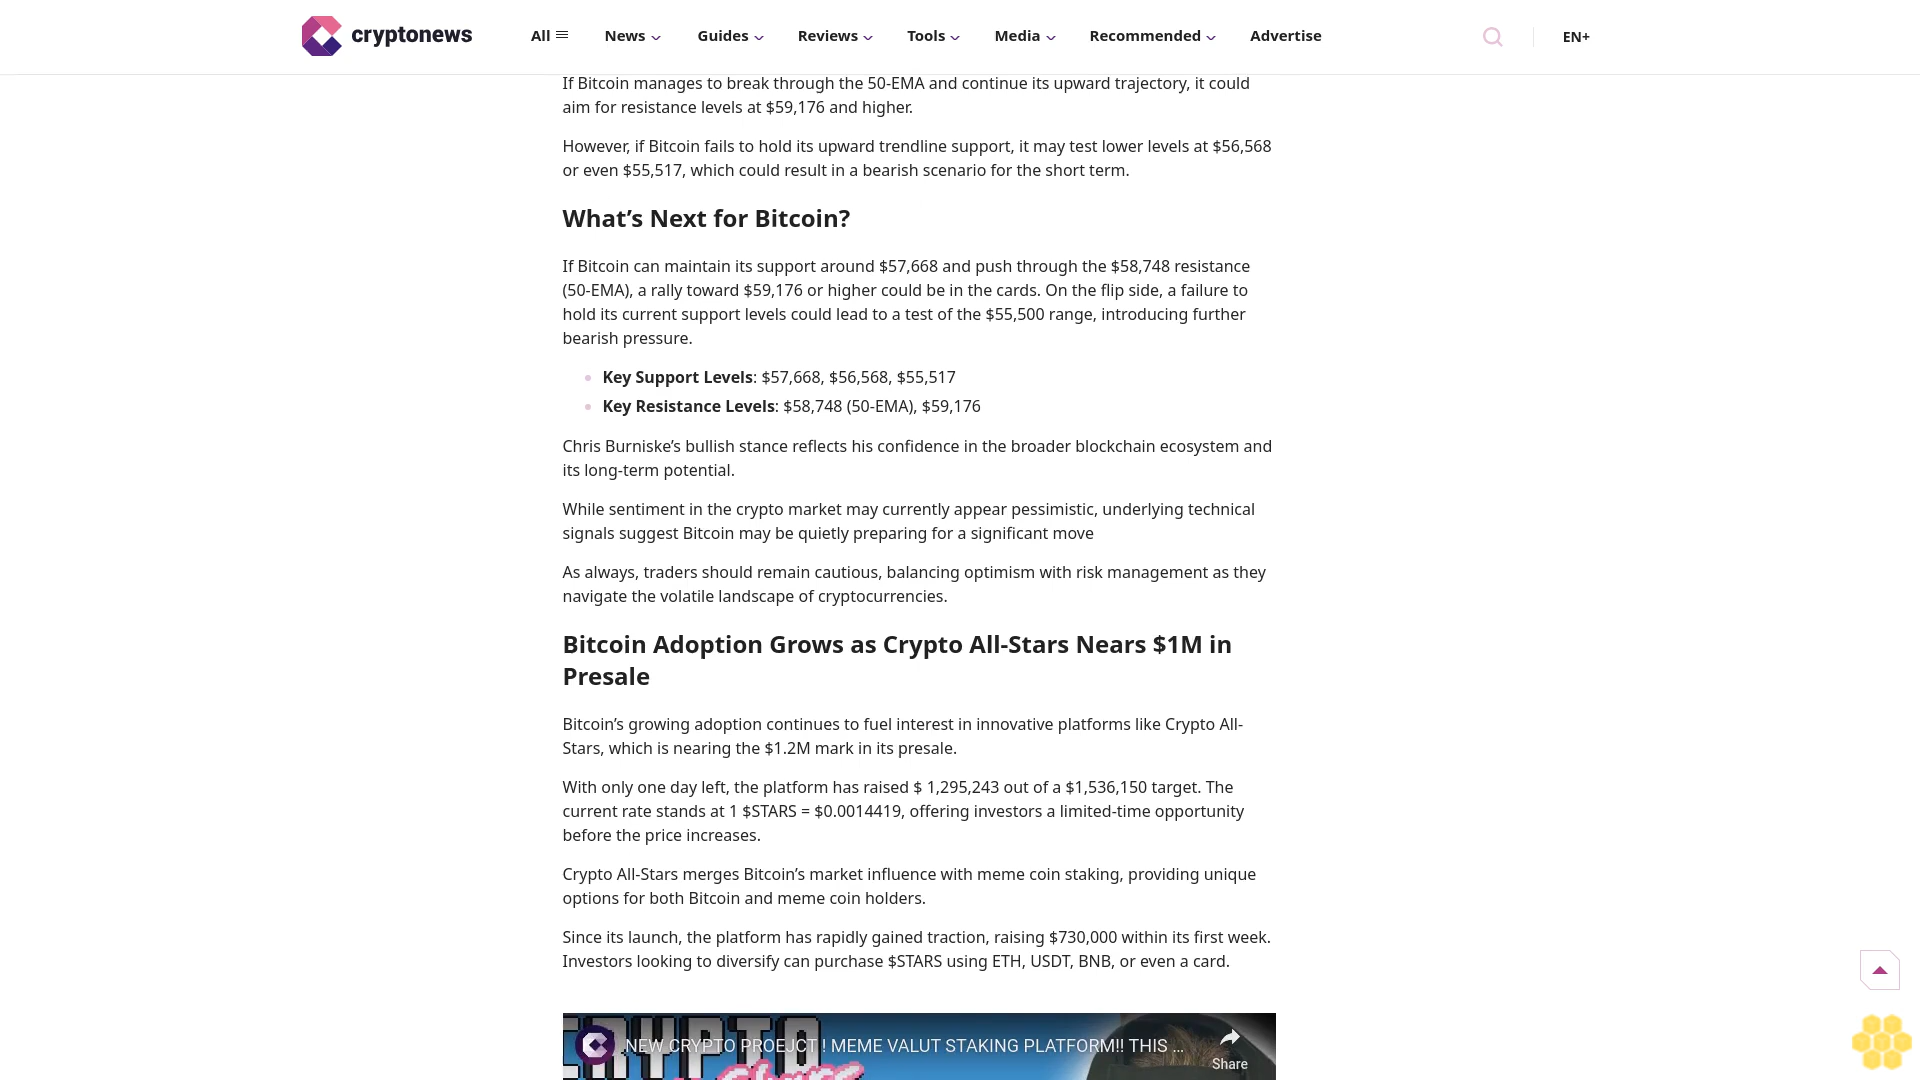 cryptonews All News Guides Reviews Tools Media Recommended Advertise EN+
If Bitcoin manages to break through the 50-EMA and continue its upward trajectory, it could
aim for resistance levels at $59,176 and higher.
However, if Bitcoin fails to hold its upward trendline support, it may test lower levels at $56,568
or even $55,517, which could result in a bearish scenario for the short term.
What’s Next for Bitcoin?
If Bitcoin can maintain its support around $57,668 and push through the $58,748 resistance
(50-EMA), a rally toward $59,176 or higher could be in the cards. On the flip side, a failure to
hold its current support levels could lead to a test of the $55,500 range, introducing further
bearish pressure.
Key Support Levels: $57,668, $56,568, $55,517
Key Resistance Levels: $58,748 (50-EMA), $59,176
Chris Burniske’s bullish stance reflects his confidence in the broader blockchain ecosystem and
its long-term potential.
While sentiment in the crypto market may currently appear pessimistic, underlying technical
signals suggest Bitcoin may be quietly preparing for a significant move
As always, traders should remain cautious, balancing optimism with risk management as they
navigate the volatile landscape of cryptocurrencies.
Bitcoin Adoption Grows as Crypto All-Stars Nears $1M in
Presale
Bitcoin’s growing adoption continues to fuel interest in innovative platforms like Crypto All-
Stars, which is nearing the $1.2M mark in its presale.
With only one day left, the platform has raised $ 1,295,243 out of a $1,536,150 target. The
current rate stands at 1 $STARS = $0.0014419, offering investors a limited-time opportunity
before the price increases.
Crypto All-Stars merges Bitcoin’s market influence with meme coin staking, providing unique
options for both Bitcoin and meme coin holders.
Since its launch, the platform has rapidly gained traction, raising $730,000 within its first week.
Investors looking to diversify can purchase $STARS using ETH, USDT, BNB, or even a card.
NEW CRYPTO PROEJCT ! MEME VALUT STAKING PLATFORM!! THIS ...
Share
CRYPTO